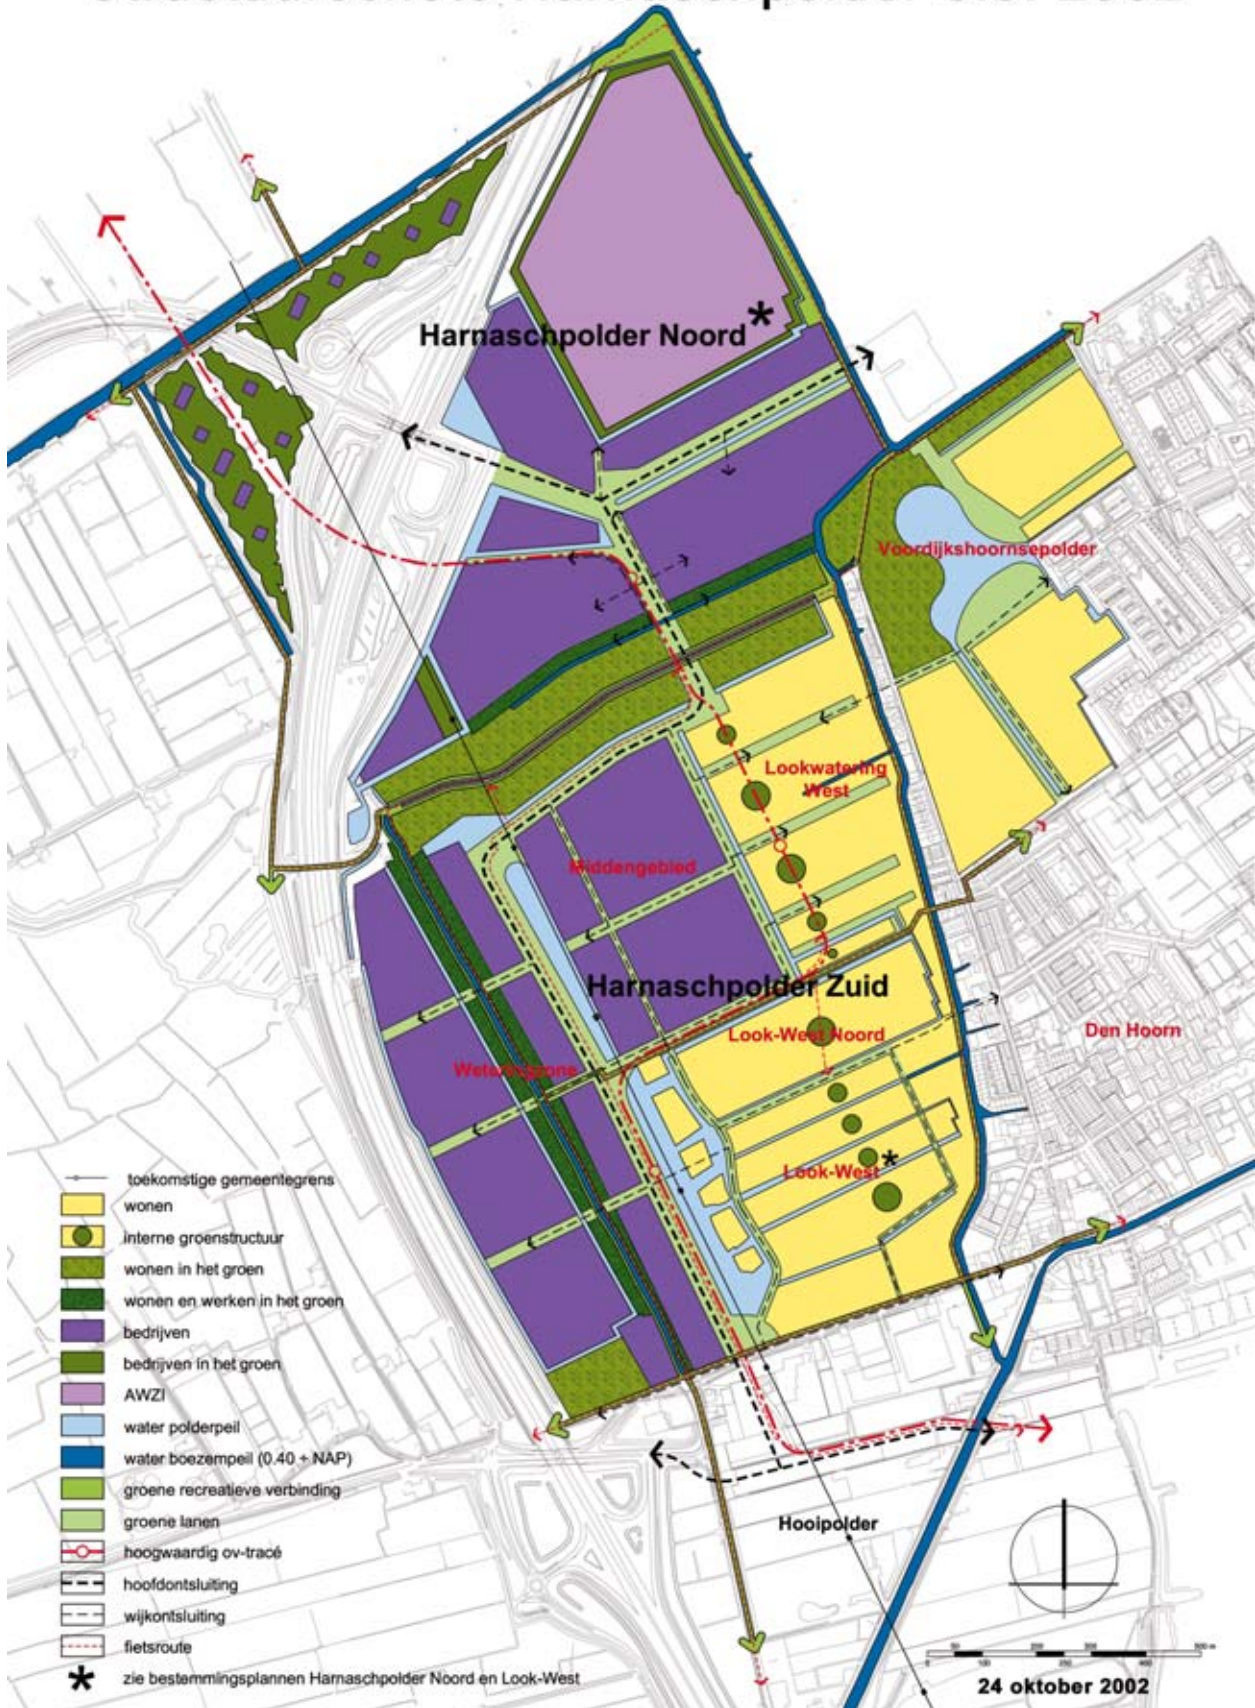 Harnaschpolder Noord *
Voordijkshoornsepolder
Lookwatering
West
Middengebied
Harnaschpolder Zuid
Look-West Noord
Den Hoorn
Weteringzone
Look-West *
toekomstige gemeentegrens
wonen
interne groenstructuur
wonen in het groen
wonen en werken in het groen
bedrijven
bedrijven in het groen
AWZI
water polderpeil
water boezempeil (0.40 ÷ NAP)
groene recreatieve verbinding
groene lanen
hoogwaardig ov-tracé
hoofdontsluiting
wijkontsluiting
fietsroute
* zie bestemmingsplannen Harnaschpolder Noord en Look-West
Hooipolder
24 oktober 2002